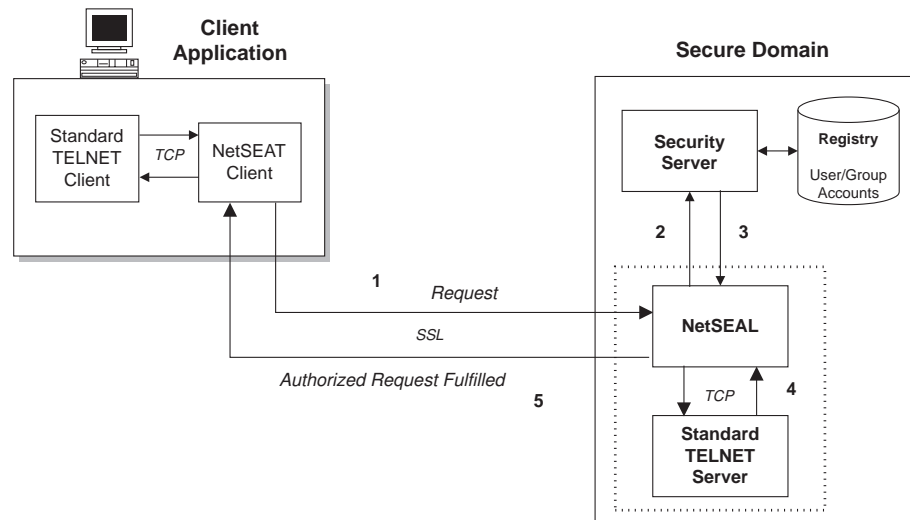 Client
Application
Secure Domain
Standard
TELNET
Client
TCP
NetSEAT
Client
Security
Server
Registry
User/Group
Accounts
2
3
1
Request
NetSEAL
SSL
Authorized Request Fulfilled
5
TCP
4
Standard
TELNET
Server